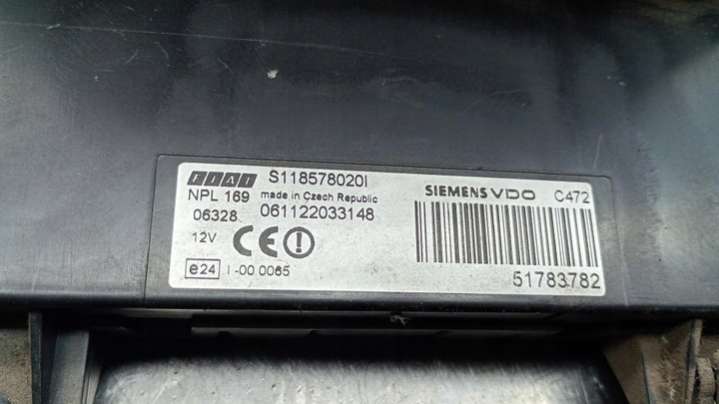 FIAT S118578020I
NPL 169 made in Czech Republic
06328 061122033148
12V CE
e24 I-00 0065
SIEMENS VDO C472
51783782